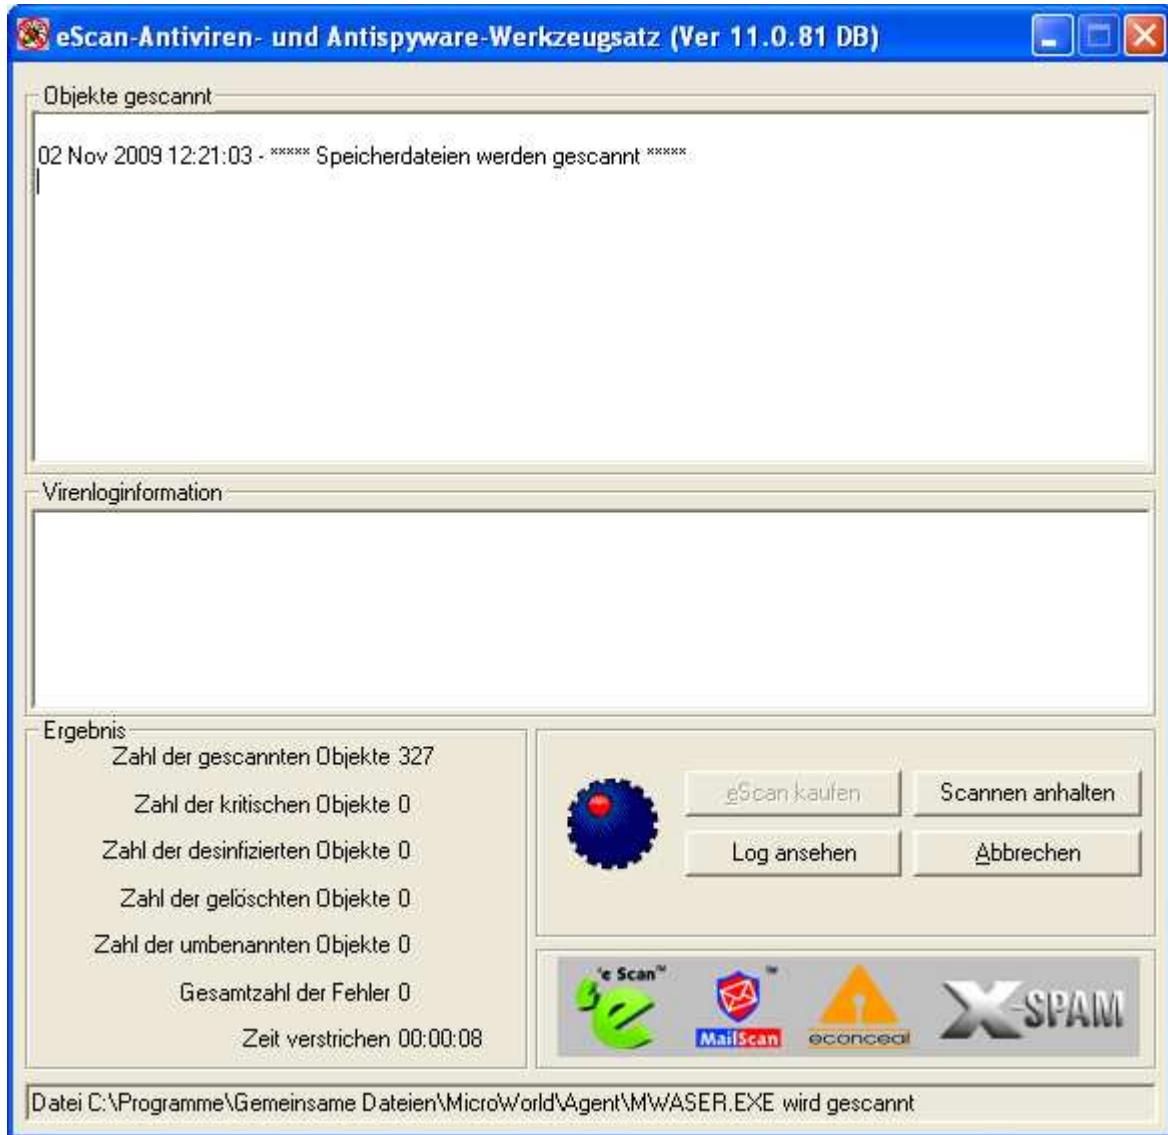 eScan-Antiviren- und Antispyware-Werkzeugsatz (Ver 11.0.81 DB)
Objekte gescannt
02 Nov 2009 12:21:03 - ***** Speicherdateien werden gescannt *****
Virenloginformation
Ergebnis
Zahl der gescannten Objekte 327
Zahl der kritischen Objekte 0
Zahl der desinfizierten Objekte 0
Zahl der gelöschten Objekte 0
Zahl der umbenannten Objekte 0
Gesamtzahl der Fehler 0
Zeit verstrichen 00:00:08
eScan kaufen
Scannen anhalten
Log ansehen
Abbrechen
e Scan™
MailScan ™
econceal
X-SPAM
Datei C:\Programme\Gemeinsame Dateien\MicroWorld\Agent\MWASER.EXE wird gescannt